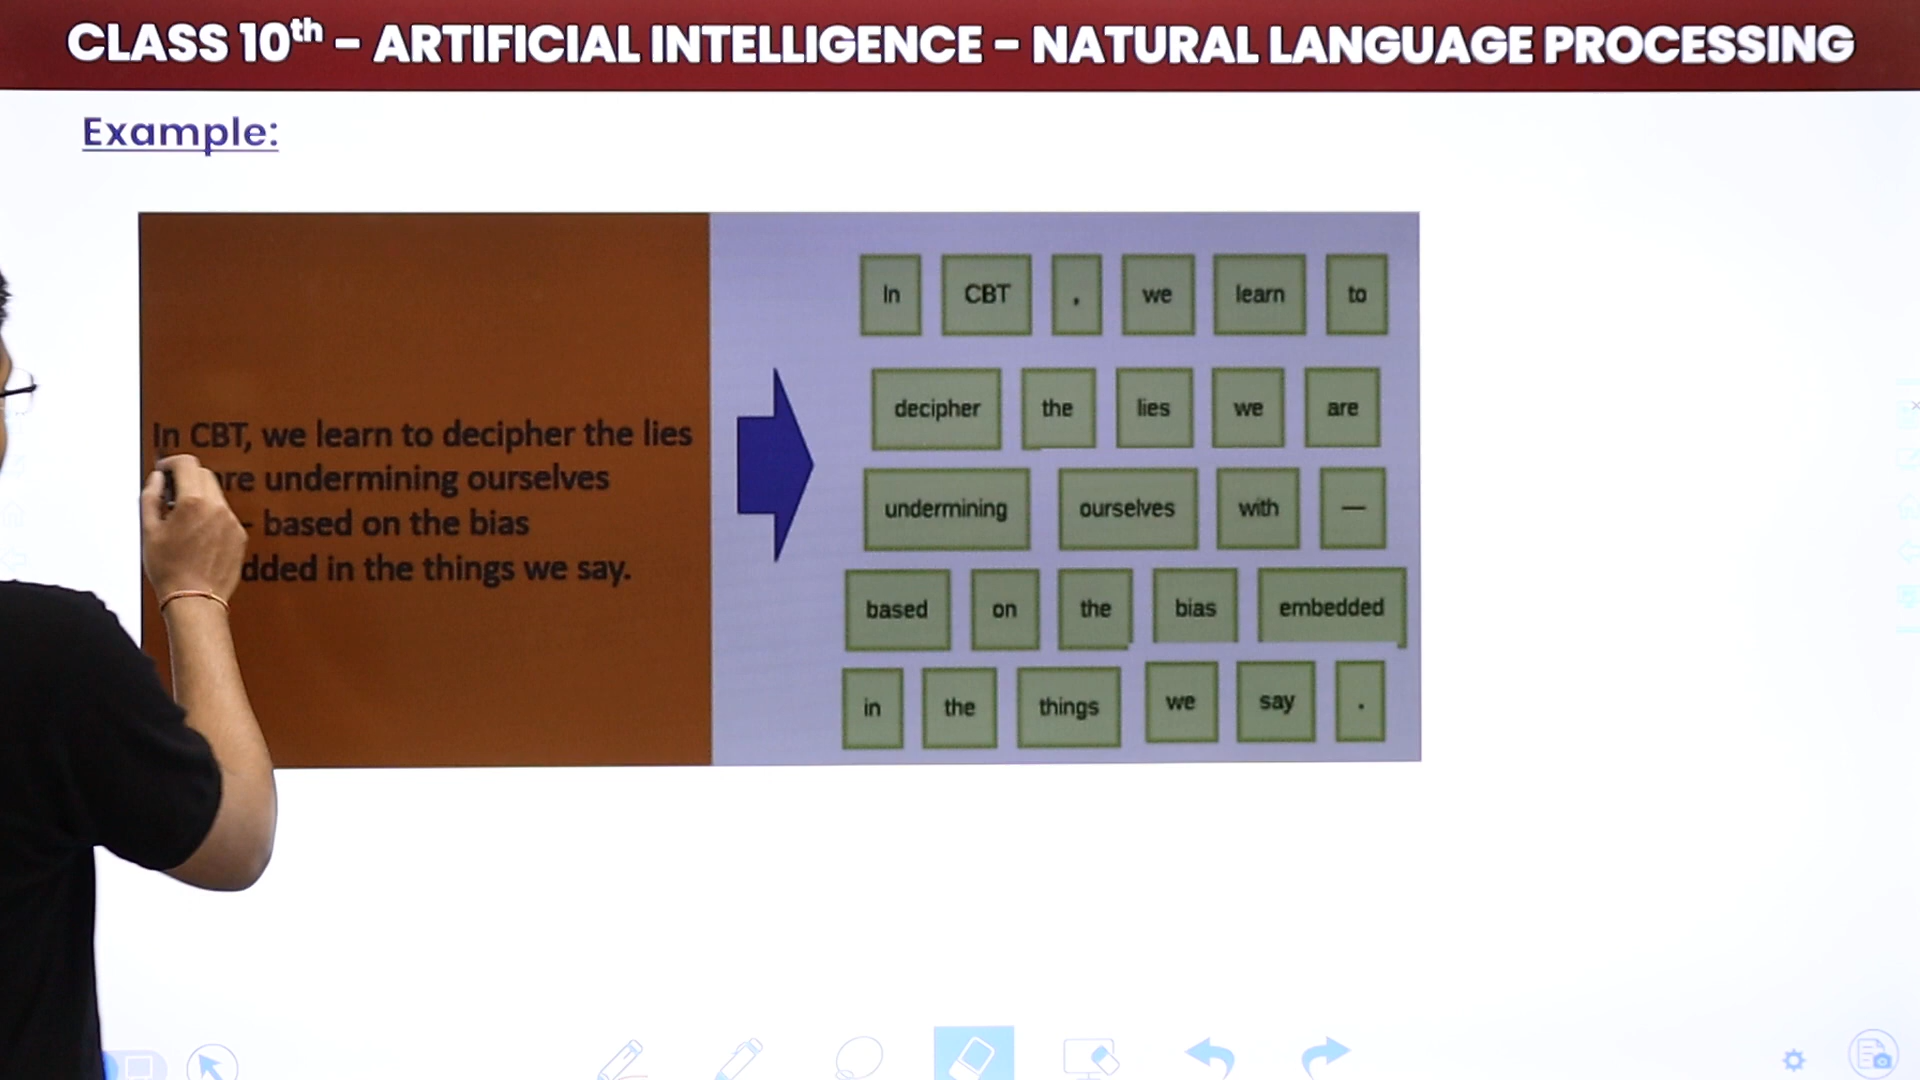 CLASS 10th – ARTIFICIAL INTELLIGENCE – NATURAL LANGUAGE PROCESSING
Example:
In CBT, we learn to decipher the lies
re undermining ourselves
- based on the bias
dded in the things we say.
In CBT , we learn to
decipher the lies we are
undermining ourselves with —
based on the bias embedded
in the things we say .